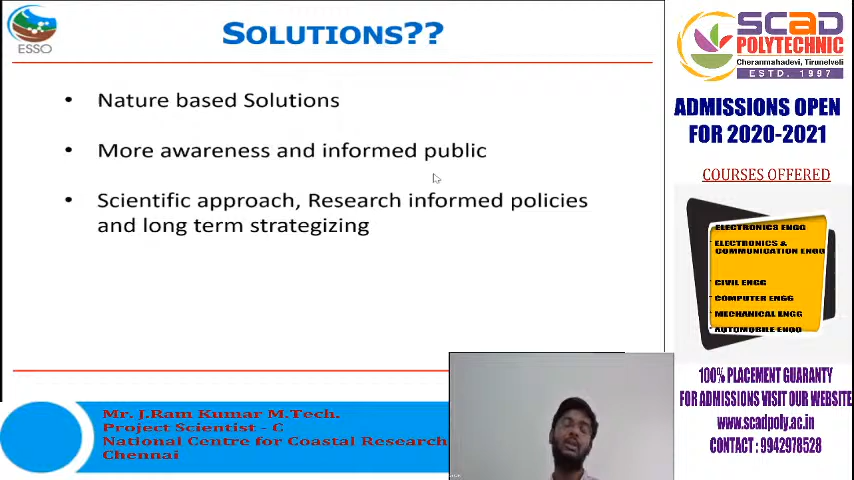 ESSO
SOLUTIONS??
• Nature based Solutions
• More awareness and informed public
• Scientific approach, Research informed policies
and long term strategizing
Mr. J.Ram Kumar M.Tech.
Project Scientist - C
National Centre for Coastal Research
Chennai
SCAD
POLYTECHNIC
Cheranmahadevi, Tirunelveli
ESTD. 1997
ADMISSIONS OPEN
FOR 2020-2021
COURSES OFFERED
ELECTRONICS ENGG
ELECTRONICS &
COMMUNICATION ENGG
CIVIL ENGG
COMPUTER ENGG
MECHANICAL ENGG
AUTOMOBILE ENGG
100% PLACEMENT GUARANTY
FOR ADMISSIONS VISIT OUR WEBSITE
www.scadpoly.ac.in
CONTACT : 9942978528